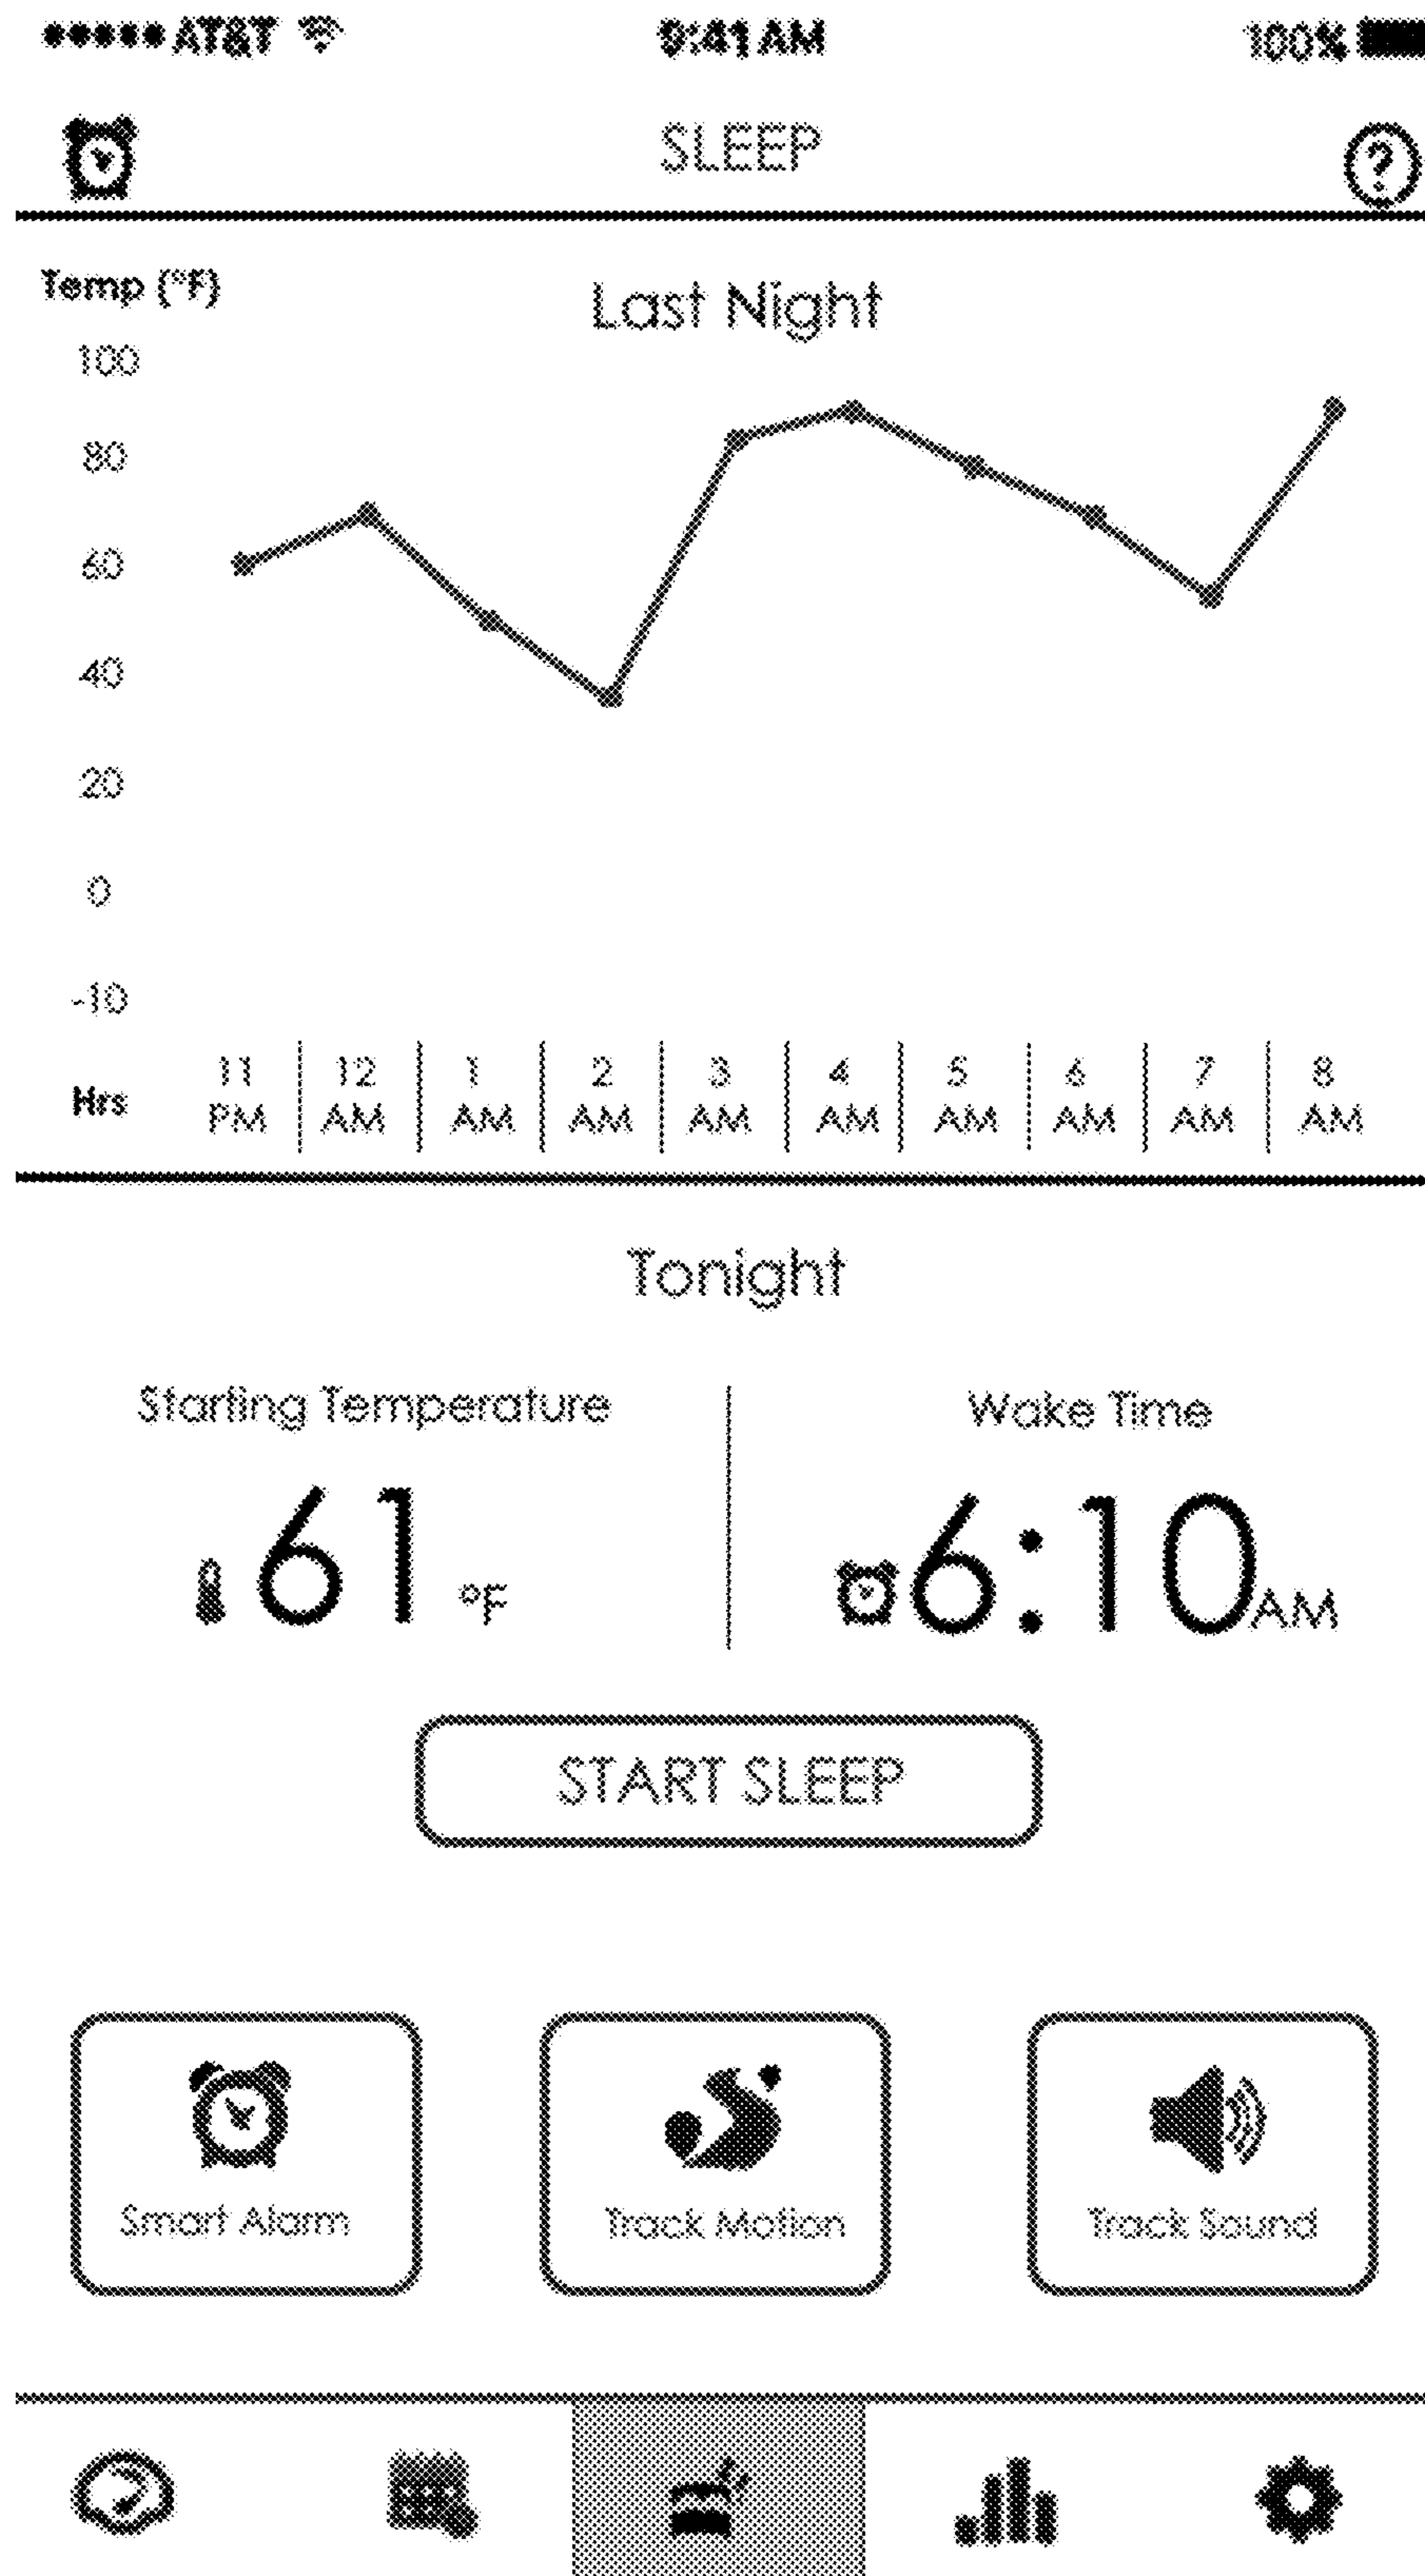 AT&T 9:41 AM 100%
SLEEP
Temp (°F)
Last Night
100
80
60
40
20
0
-10
Hrs
11 PM
12 AM
1 AM
2 AM
3 AM
4 AM
5 AM
6 AM
7 AM
8 AM
Tonight
Starting Temperature
Wake Time
61 °F
6:10 AM
START SLEEP
Smart Alarm
Track Motion
Track Sound